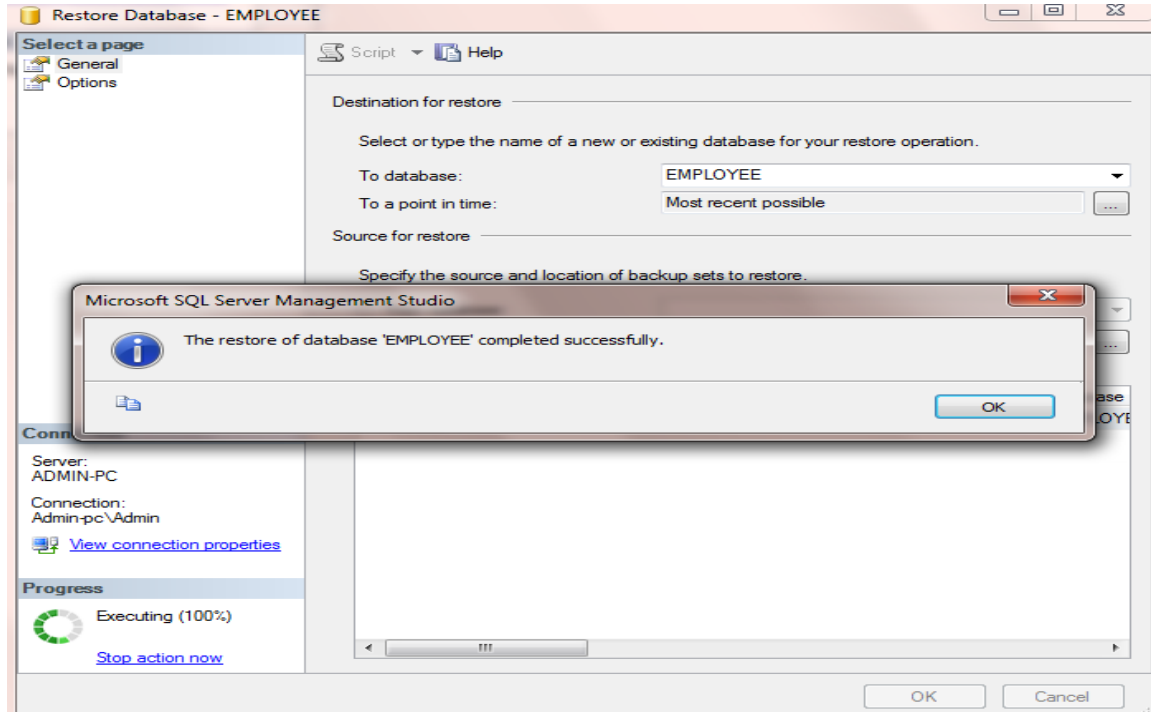 Restore Database - EMPLOYEE
Select a page
General
Options
Script Help
Destination for restore
Select or type the name of a new or existing database for your restore operation.
To database: EMPLOYEE
To a point in time: Most recent possible ...
Source for restore
Specify the source and location of backup sets to restore.
Microsoft SQL Server Management Studio
The restore of database 'EMPLOYEE' completed successfully.
OK
Server:
ADMIN-PC
Connection:
Admin-pc\Admin
View connection properties
Progress
Executing (100%)
Stop action now
OK Cancel